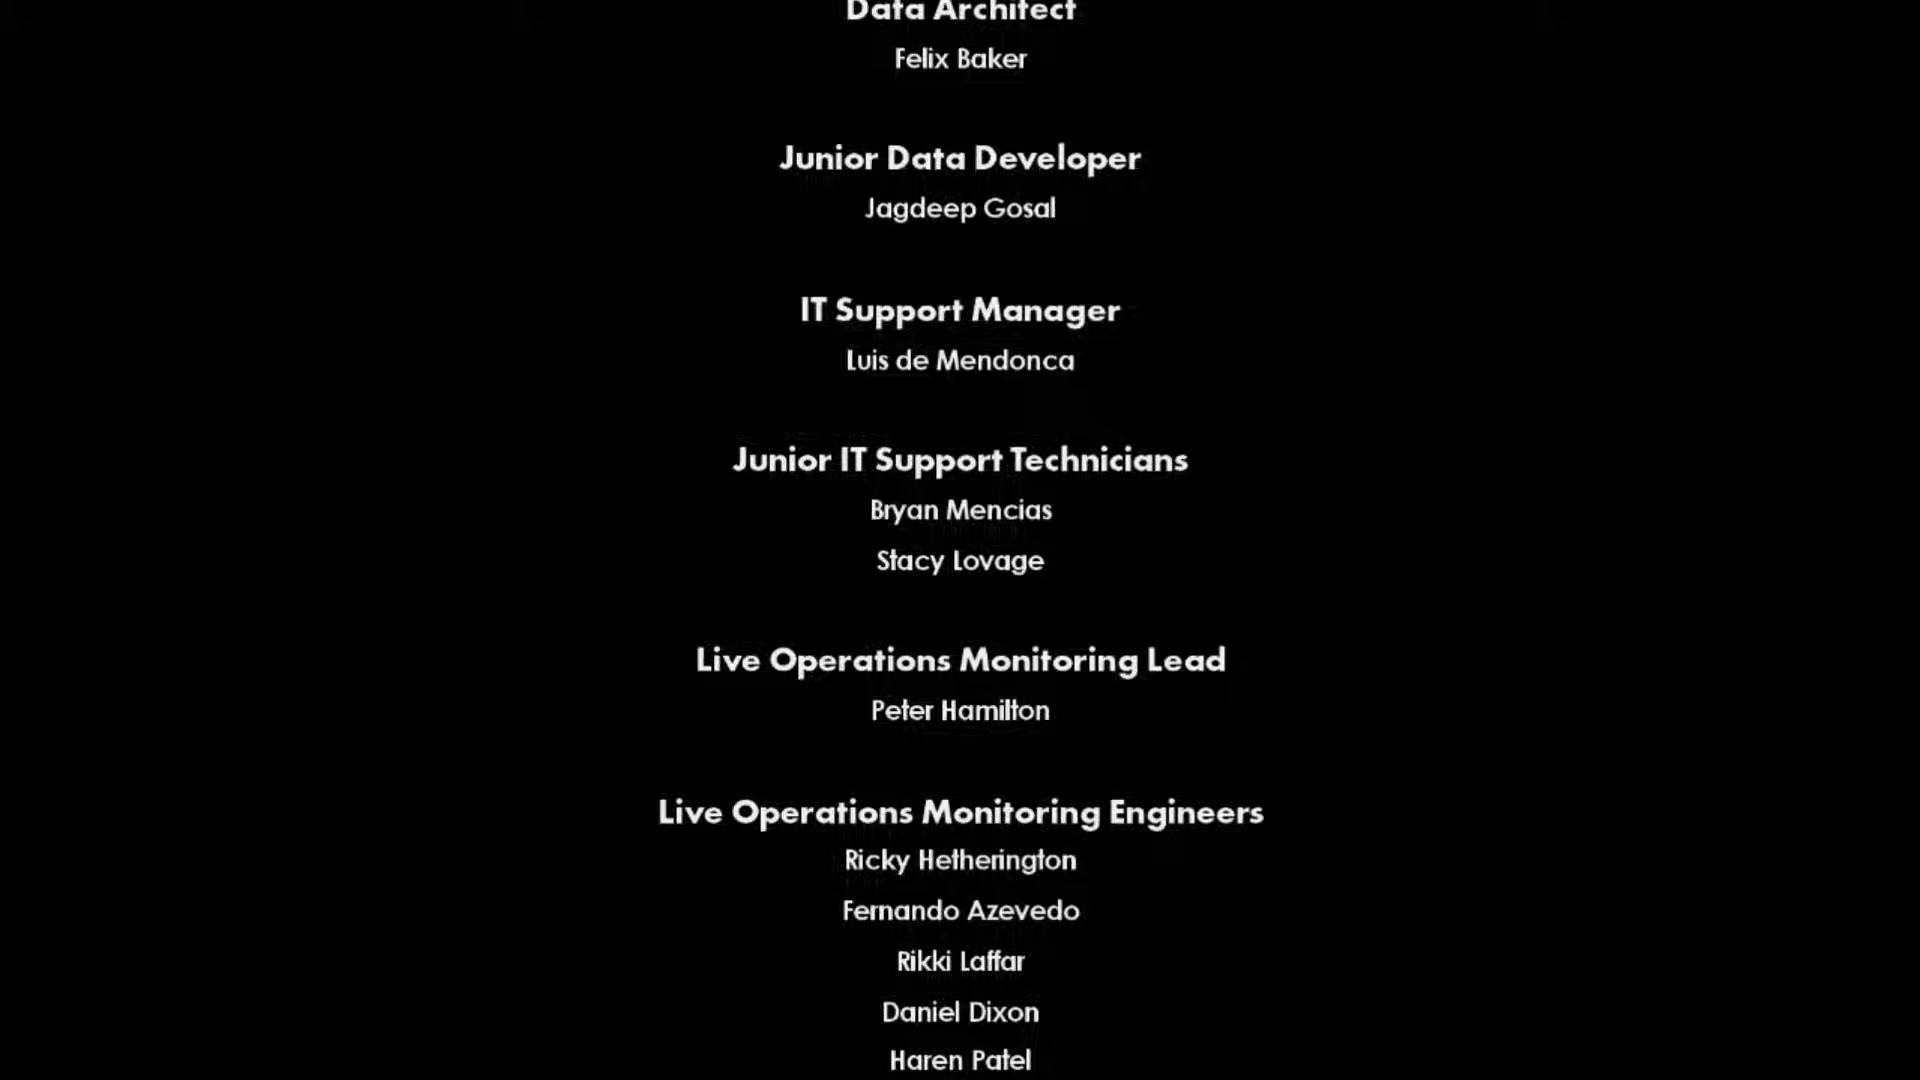 Data Architect
Felix Baker
Junior Data Developer
Jagdeep Gosal
IT Support Manager
Luis de Mendonca
Junior IT Support Technicians
Bryan Mencias
Stacy Lovage
Live Operations Monitoring Lead
Peter Hamilton
Live Operations Monitoring Engineers
Ricky Hetherington
Fernando Azevedo
Rikki Laffar
Daniel Dixon
Haren Patel